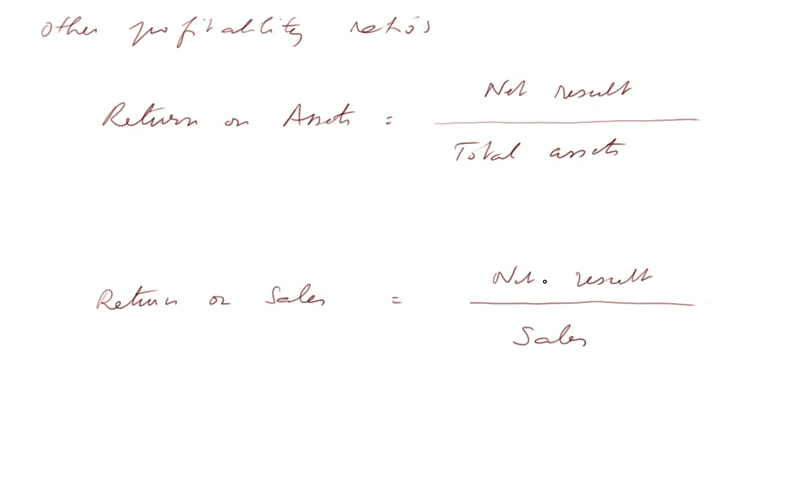 other profitability ratios
Net result
Return on Assets =
Total assets
Net. result
Return on Sales =
Sales